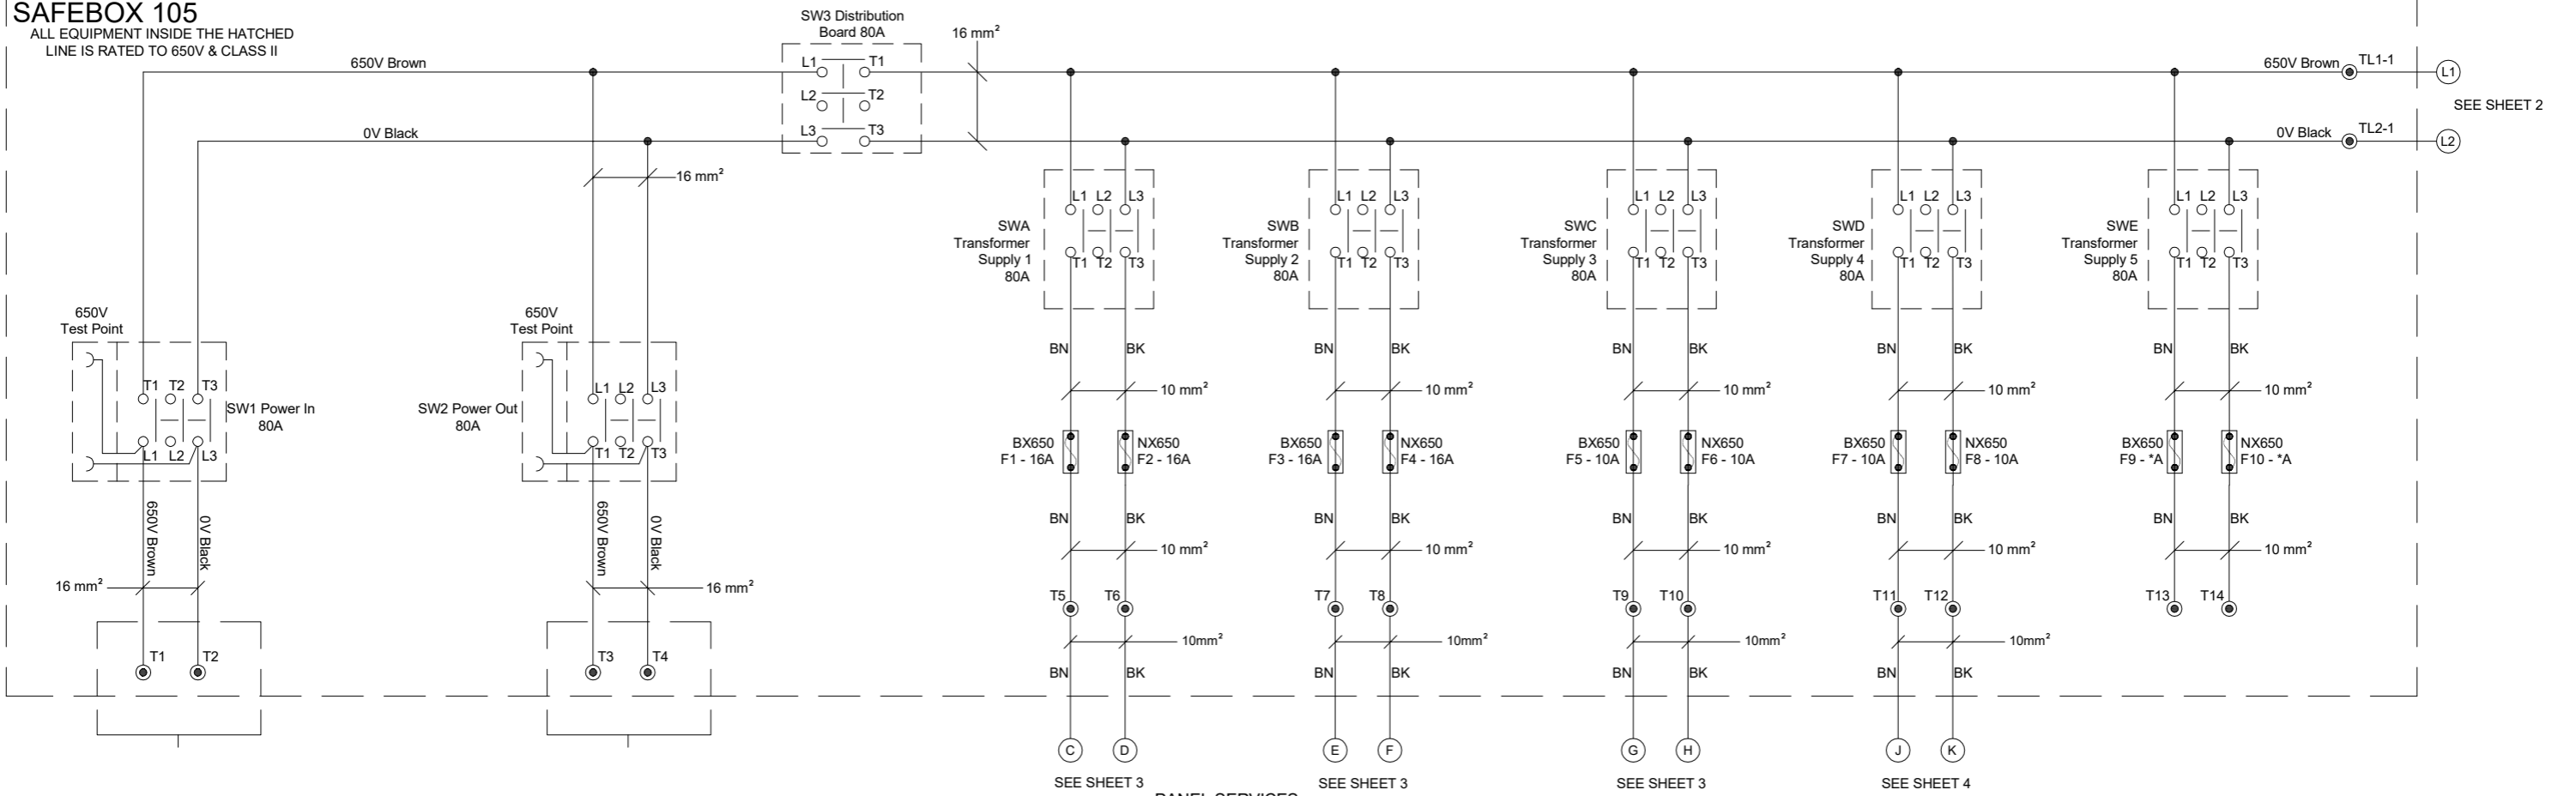 SAFEBOX 105
ALL EQUIPMENT INSIDE THE HATCHED
LINE IS RATED TO 650V & CLASS II
650V Brown
0V Black
SW3 Distribution
Board 80A
L1 T1
L2 T2
L3 T3
16 mm²
650V Brown
TL1-1
L1
SEE SHEET 2
0V Black
TL2-1
L2
16 mm²
650V
Test Point
T1 T2 T3
SW1 Power In
80A
L1 L2 L3
650V Brown
0V Black
16 mm²
T1 T2
650V
Test Point
L1 L2 L3
SW2 Power Out
80A
T1 T2 T3
650V Brown
0V Black
16 mm²
T3 T4
L1 L2 L3
SWA
Transformer
Supply 1
80A
T1 T2 T3
BN BK
10 mm²
BX650
F1 - 16A
NX650
F2 - 16A
BN BK
10 mm²
T5 T6
10mm²
BN BK
C D
SEE SHEET 3
L1 L2 L3
SWB
Transformer
Supply 2
80A
T1 T2 T3
BN BK
10 mm²
BX650
F3 - 16A
NX650
F4 - 16A
BN BK
10 mm²
T7 T8
10mm²
BN BK
E F
SEE SHEET 3
L1 L2 L3
SWC
Transformer
Supply 3
80A
T1 T2 T3
BN BK
10 mm²
BX650
F5 - 10A
NX650
F6 - 10A
BN BK
10 mm²
T9 T10
10mm²
BN BK
G H
SEE SHEET 3
L1 L2 L3
SWD
Transformer
Supply 4
80A
T1 T2 T3
BN BK
10 mm²
BX650
F7 - 10A
NX650
F8 - 10A
BN BK
10 mm²
T11 T12
10mm²
BN BK
J K
SEE SHEET 4
L1 L2 L3
SWE
Transformer
Supply 5
80A
T1 T2 T3
BN BK
10 mm²
BX650
F9 - *A
NX650
F10 - *A
BN BK
10 mm²
T13 T14
PANEL SERVICES